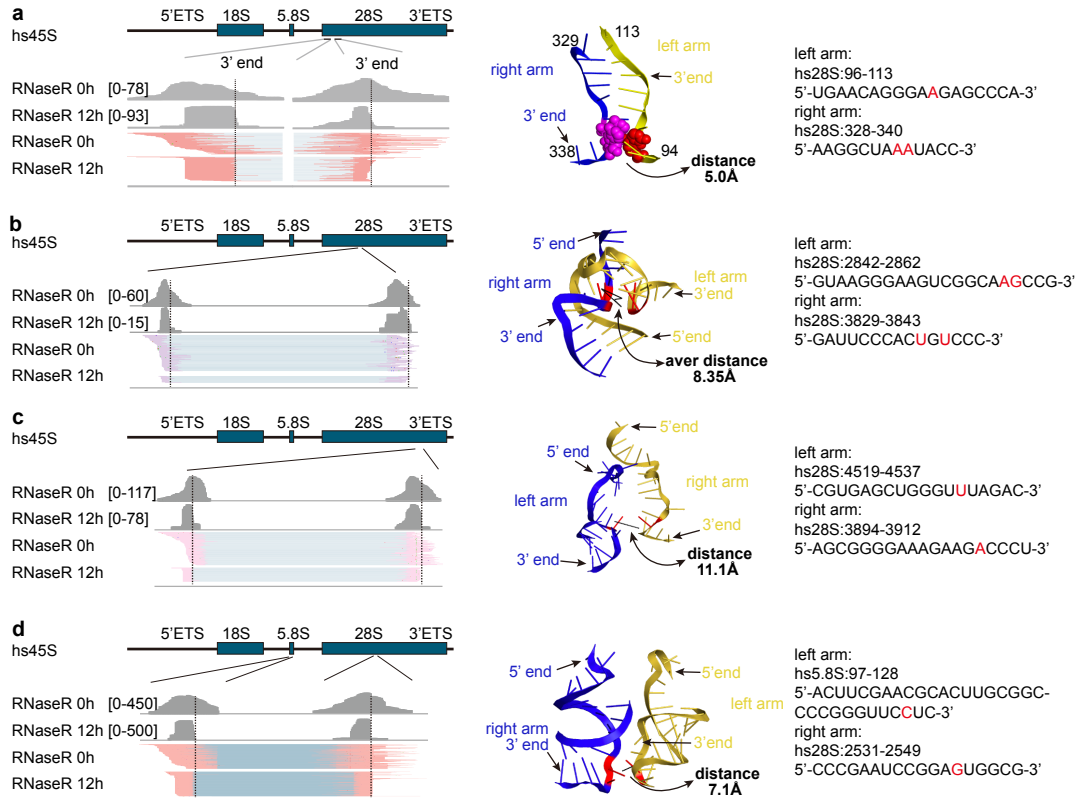 a
5’ETS 18S 5.8S 28S 3’ETS
hs45S
3’ end 3’ end
RNaseR 0h [0-78]
RNaseR 12h [0-93]
RNaseR 0h
RNaseR 12h
329 113
left arm
right arm
3’end
3’ end
338 94
distance
5.0Å
left arm:
hs28S:96-113
5’-UGAACAGGGAAGAGCCCA-3’
right arm:
hs28S:328-340
5’-AAGGCUAAAUACC-3’
b
5’ETS 18S 5.8S 28S 3’ETS
hs45S
RNaseR 0h [0-60]
RNaseR 12h [0-15]
RNaseR 0h
RNaseR 12h
5’ end
right arm
left arm
3’end
3’ end
5’end
aver distance
8.35Å
left arm:
hs28S:2842-2862
5’-GUAAGGGAAGUCGGCAAGCCG-3’
right arm:
hs28S:3829-3843
5’-GAUUCCCACUGUCCC-3’
c
5’ETS 18S 5.8S 28S 3’ETS
hs45S
RNaseR 0h [0-117]
RNaseR 12h [0-78]
RNaseR 0h
RNaseR 12h
5’end
5’ end
left arm right arm
3’end
3’ end
distance
11.1Å
left arm:
hs28S:4519-4537
5’-CGUGAGCUGGGUUUAGAC-3’
right arm:
hs28S:3894-3912
5’-AGCGGGGAAAGAAGACCCU-3’
d
5’ETS 18S 5.8S 28S 3’ETS
hs45S
RNaseR 0h [0-450]
RNaseR 12h [0-500]
RNaseR 0h
RNaseR 12h
5’ end 5’end
left arm
right arm
3’ end 3’end
distance
7.1Å
left arm:
hs5.8S:97-128
5’-ACUUCGAACGCACUUGCGGC-
CCCGGGUUCCUC-3’
right arm:
hs28S:2531-2549
5’-CCCGAAUCCGGAGUGGCG-3’